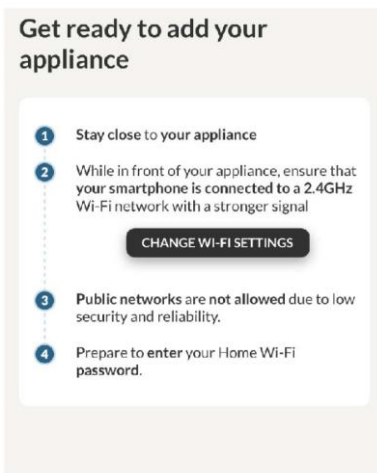 Get ready to add your
appliance
1 Stay close to your appliance
2 While in front of your appliance, ensure that
your smartphone is connected to a 2.4GHz
Wi-Fi network with a stronger signal
CHANGE WI-FI SETTINGS
3 Public networks are not allowed due to low
security and reliability.
4 Prepare to enter your Home Wi-Fi
password.